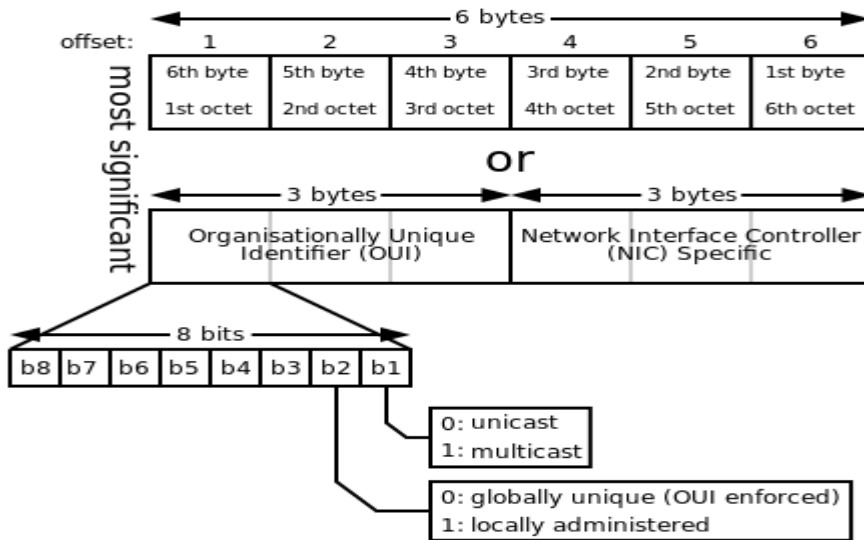 6 bytes
offset: 1 2 3 4 5 6
most significant
6th byte 5th byte 4th byte 3rd byte 2nd byte 1st byte
1st octet 2nd octet 3rd octet 4th octet 5th octet 6th octet
or
3 bytes 3 bytes
Organisationally Unique Network Interface Controller
Identifier (OUI) (NIC) Specific
8 bits
b8 b7 b6 b5 b4 b3 b2 b1
0: unicast
1: multicast
0: globally unique (OUI enforced)
1: locally administered